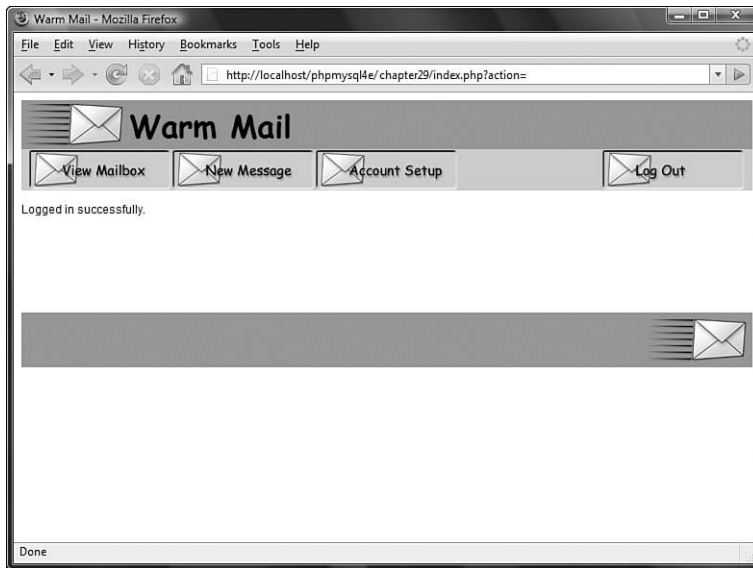 Warm Mail - Mozilla Firefox
File Edit View History Bookmarks Tools Help
http://localhost/phpmysql4e/chapter29/index.php?action=
Warm Mail
View Mailbox New Message Account Setup Log Out
Logged in successfully.
Done